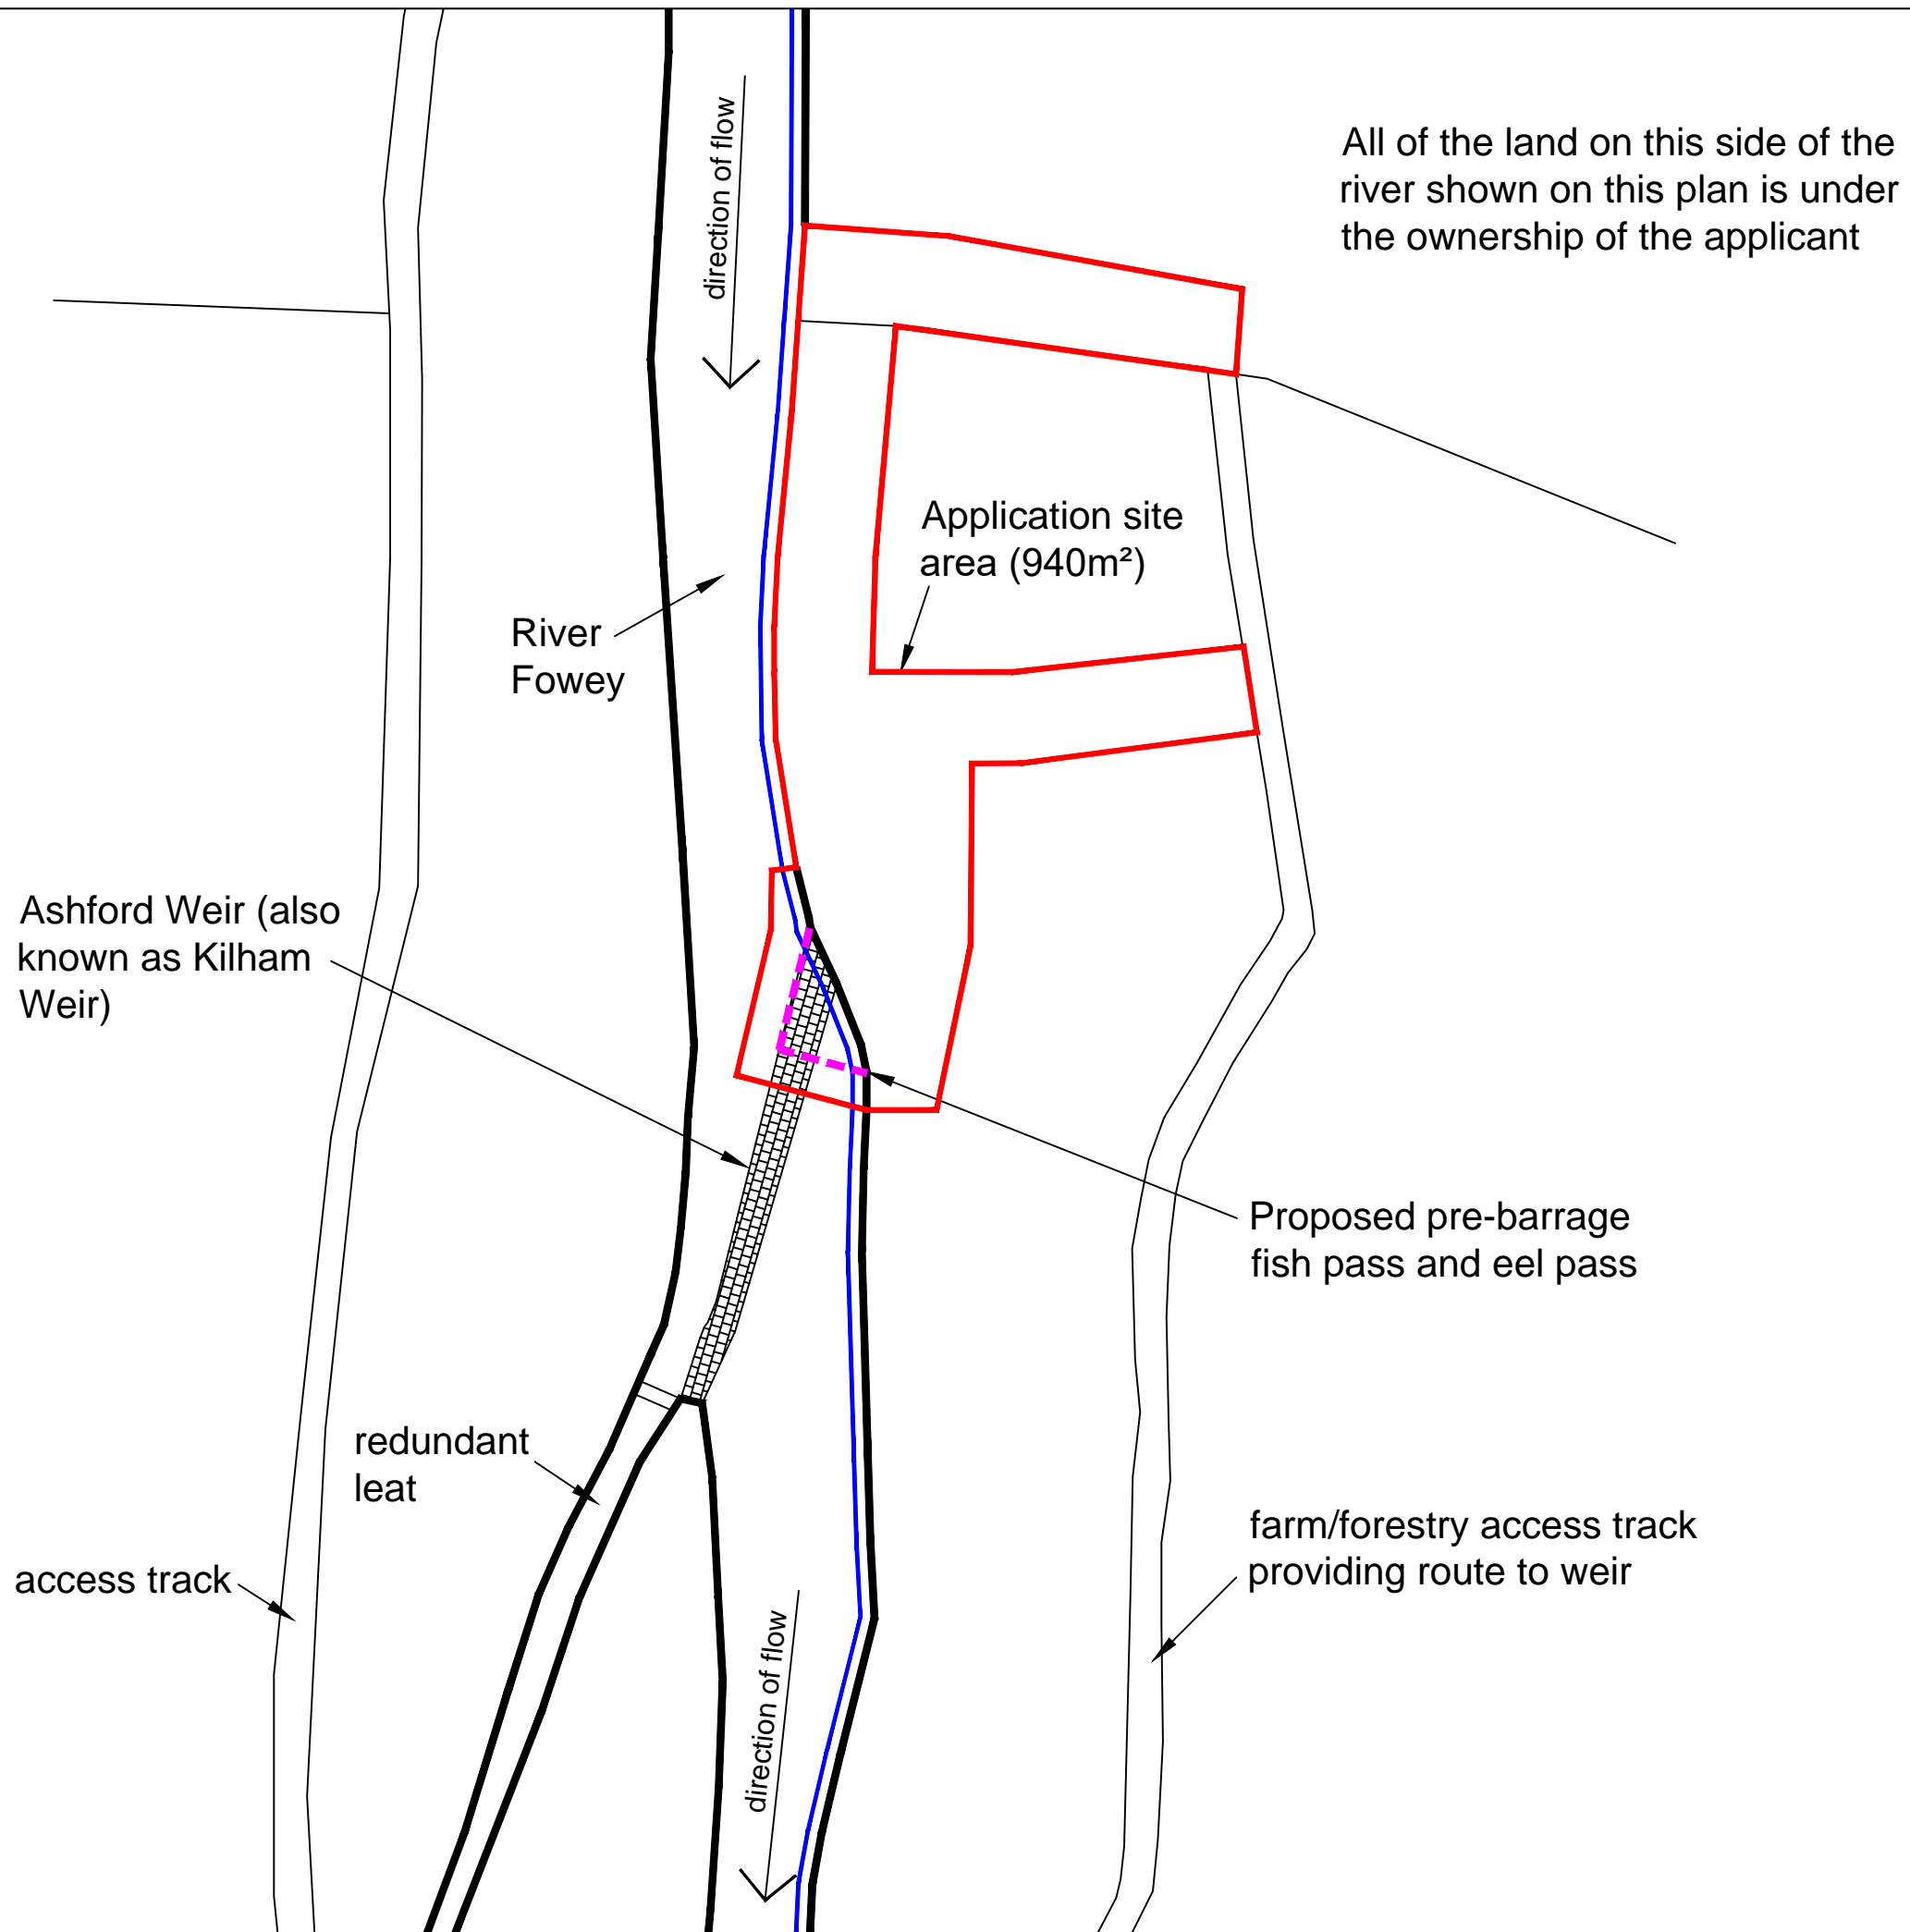 direction of flow
All of the land on this side of the
river shown on this plan is under
the ownership of the applicant
Application site
area (940m²)
River
Fowey
Ashford Weir (also
known as Kilham
Weir)
Proposed pre-barrage
fish pass and eel pass
redundant
leat
farm/forestry access track
providing route to weir
access track
direction of flow